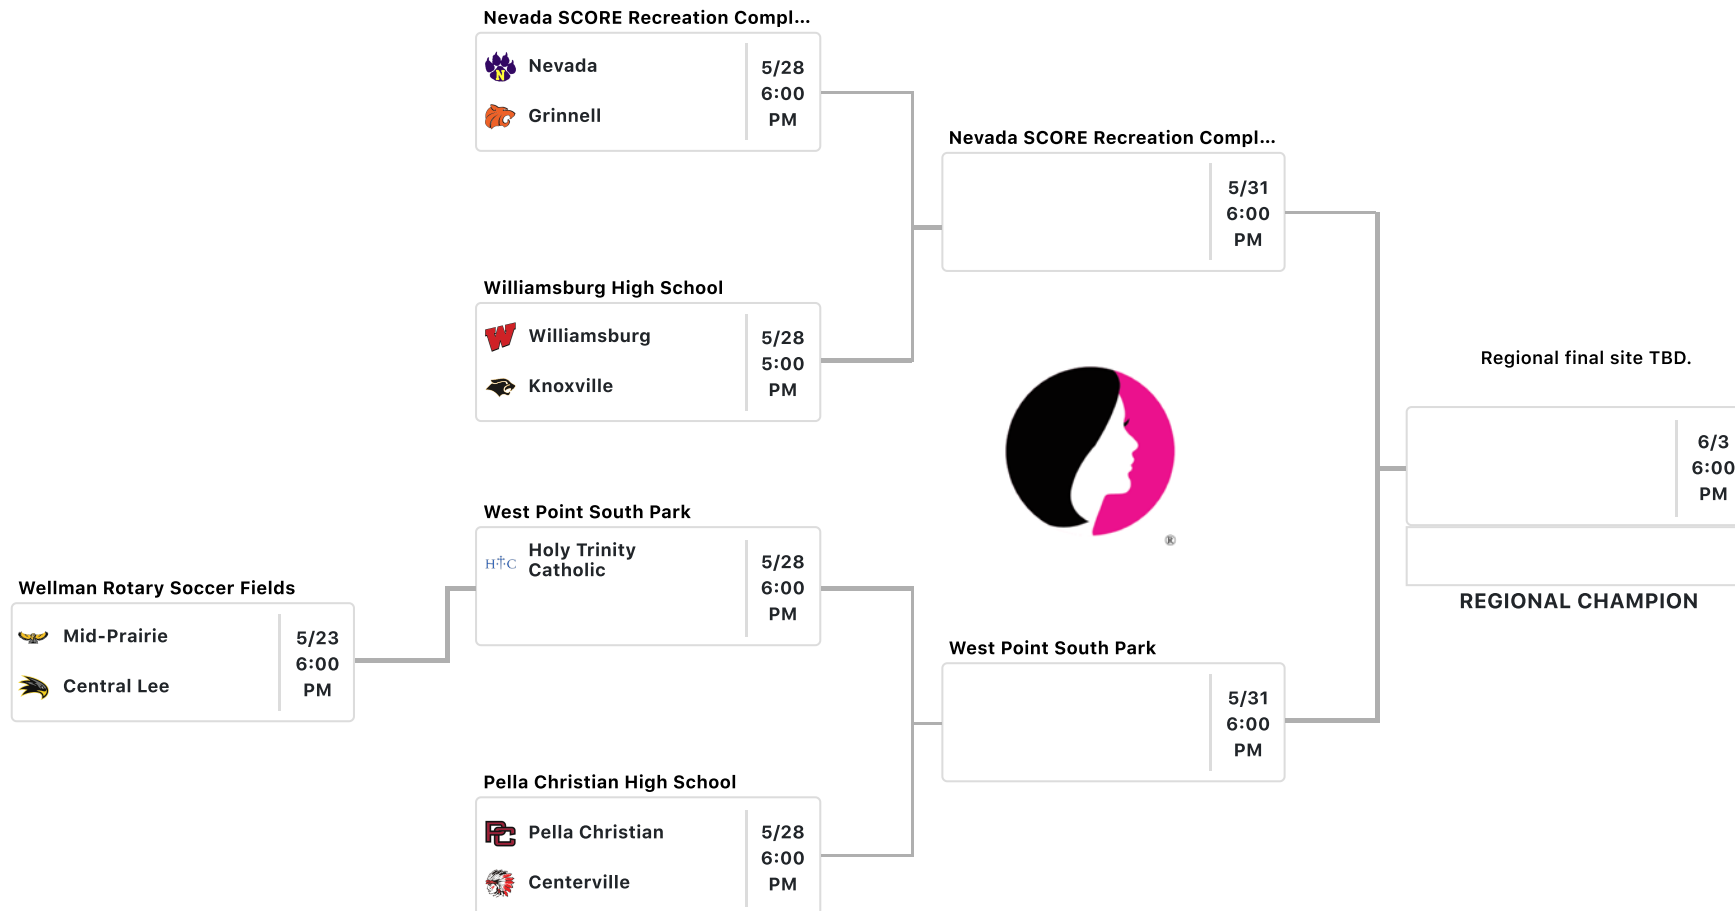 Nevada SCORE Recreation Compl...
Nevada
Grinnell
5/28
6:00
PM
Nevada SCORE Recreation Compl...
5/31
6:00
PM
Williamsburg High School
Williamsburg
Knoxville
5/28
5:00
PM
Regional final site TBD.
6/3
6:00
PM
REGIONAL CHAMPION
West Point South Park
Holy Trinity
Catholic
5/28
6:00
PM
Wellman Rotary Soccer Fields
Mid-Prairie
Central Lee
5/23
6:00
PM
West Point South Park
5/31
6:00
PM
Pella Christian High School
Pella Christian
Centerville
5/28
6:00
PM
N
W
H†C
PC
®